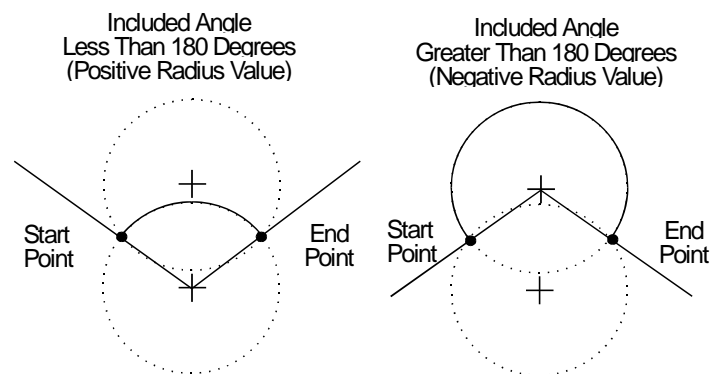 Included Angle
Less Than 180 Degrees
(Positive Radius Value)
Start
Point
End
Point
Included Angle
Greater Than 180 Degrees
(Negative Radius Value)
Start
Point
End
Point